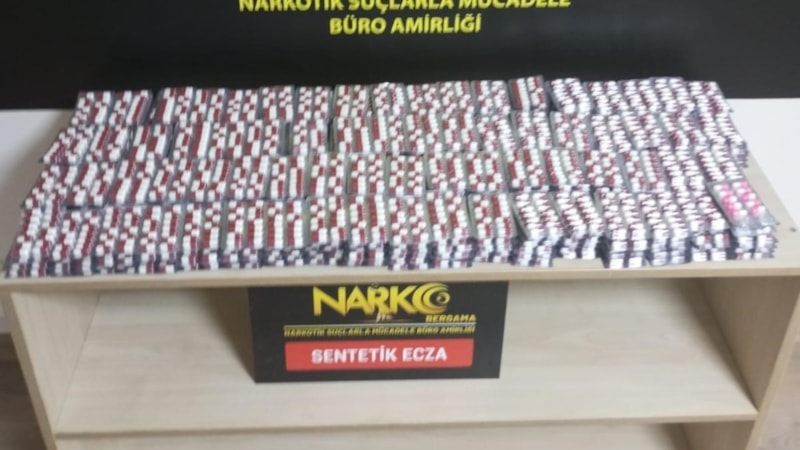 NARKOTİK SUÇLARLA MÜCADELE
BÜRO AMİRLİĞİ
NARKO
BERGAMA
NARKOTİK SUÇLARLA MÜCADELE BÜRO AMİRLİĞİ
SENTETİK ECZA